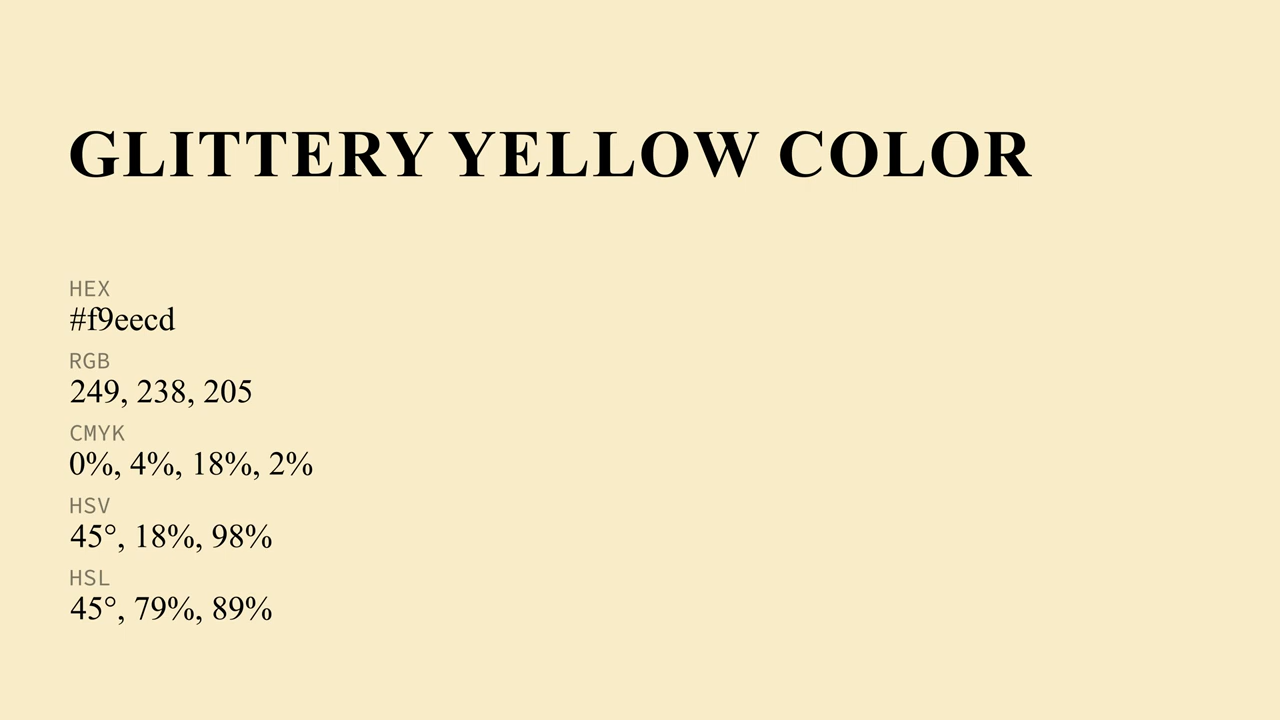 GLITTERY YELLOW COLOR
HEX
#f9eecd
RGB
249, 238, 205
CMYK
0%, 4%, 18%, 2%
HSV
45°, 18%, 98%
HSL
45°, 79%, 89%